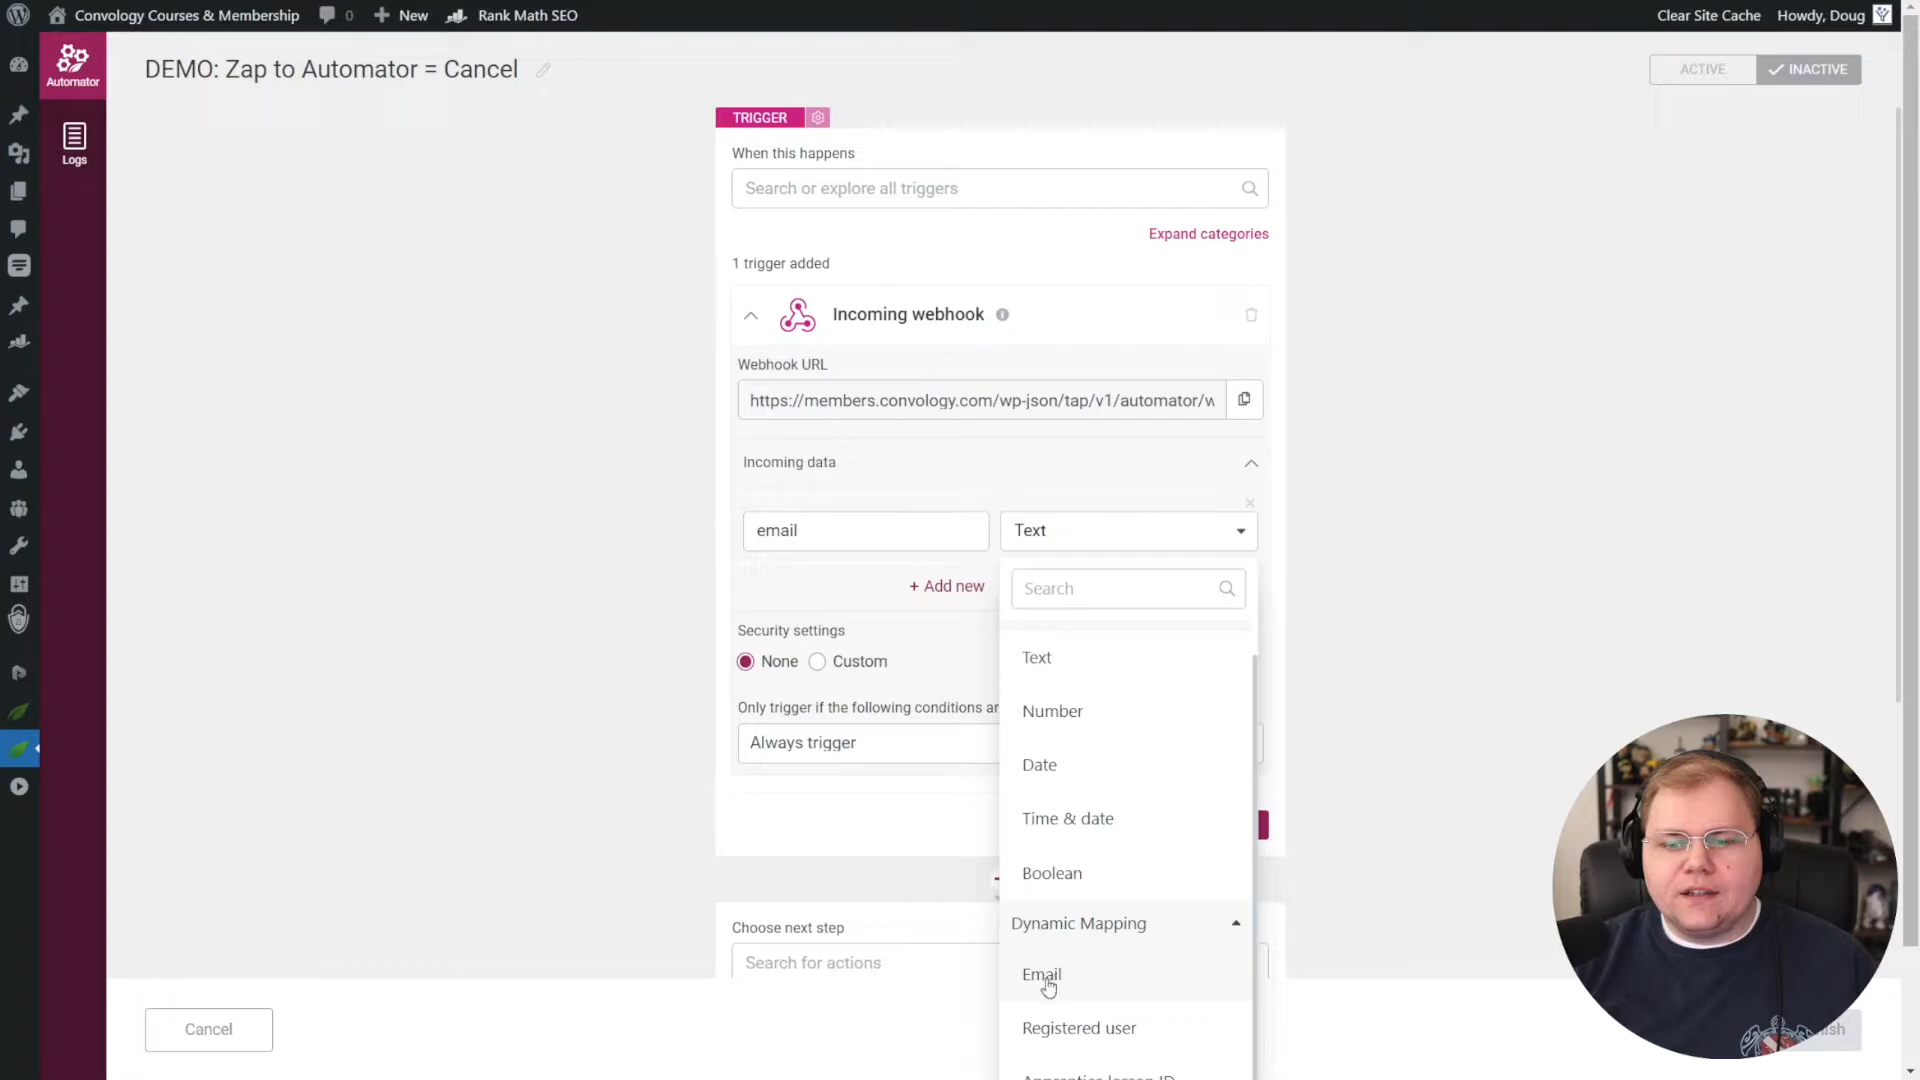 Convology Courses & Membership
0
New
Rank Math SEO
Clear Site Cache
Howdy, Doug
Automator
DEMO: Zap to Automator = Cancel
ACTIVE
INACTIVE
Logs
TRIGGER
When this happens
Search or explore all triggers
Expand categories
1 trigger added
Incoming webhook
Webhook URL
https://members.convology.com/wp-json/tap/v1/automator/w
Incoming data
email
Text
+ Add new
Search
Security settings
None
Custom
Text
Number
Only trigger if the following conditions ar
Always trigger
Date
Time & date
Boolean
Dynamic Mapping
Choose next step
Search for actions
Email
Registered user
Cancel